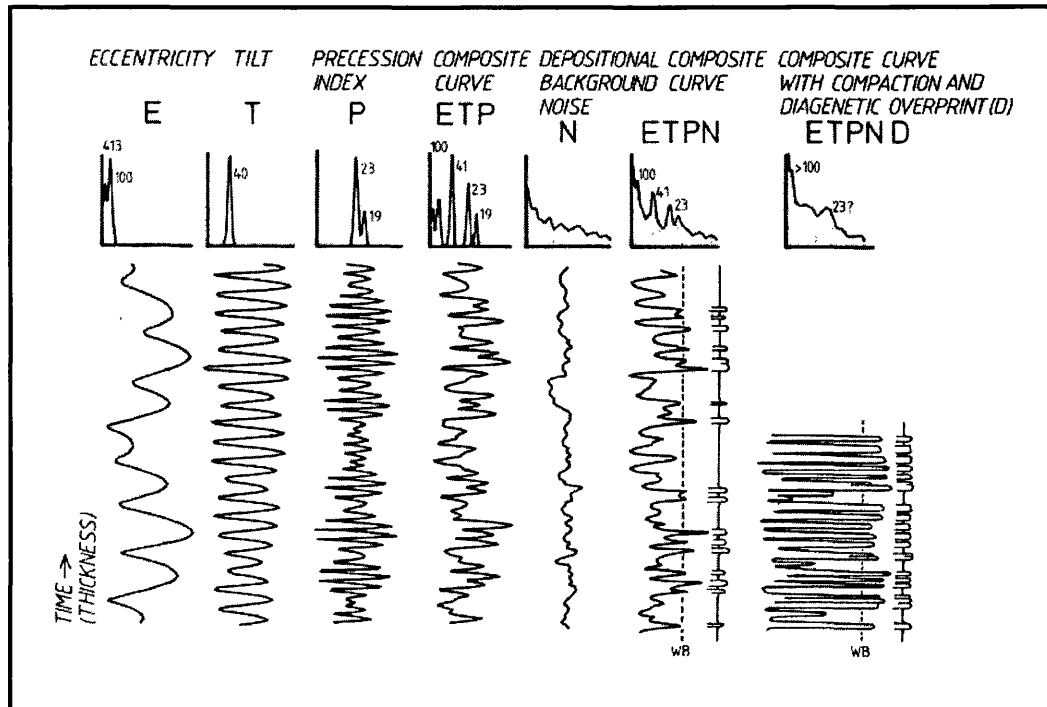 ECCENTRICITY TILT PRECESSION COMPOSITE DEPOSITIONAL COMPOSITE COMPOSITE CURVE
INDEX CURVE BACKGROUND CURVE WITH COMPACTION AND
NOISE DIAGENETIC OVERPRINT (D)
E T P ETP N ETPN ETPN D
413
100
40
23
19
100
41
23
19
100
41
23
>100
23?
TIME →
(THICKNESS)
WB
WB